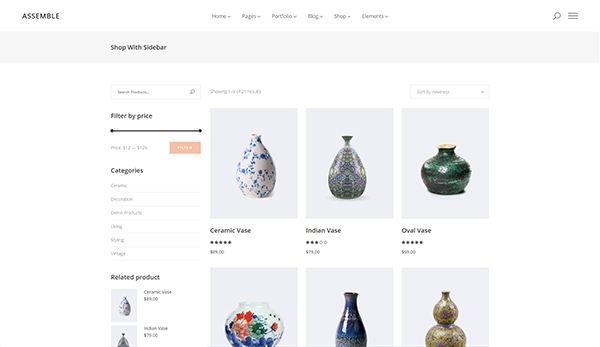 ASSEMBLE
Home Pages Portfolio Blog Shop Elements
Shop With Sidebar
Search Products...
Showing 1–9 of 21 results
Sort by newness
Filter by price
Price: $12 — $129
FILTER
Categories
Ceramic
Decoration
Demo Products
Living
Styling
Vintage
Related product
Ceramic Vase
$89.00
Indian Vase
$79.00
Ceramic Vase
$89.00
Indian Vase
$79.00
Oval Vase
$59.00